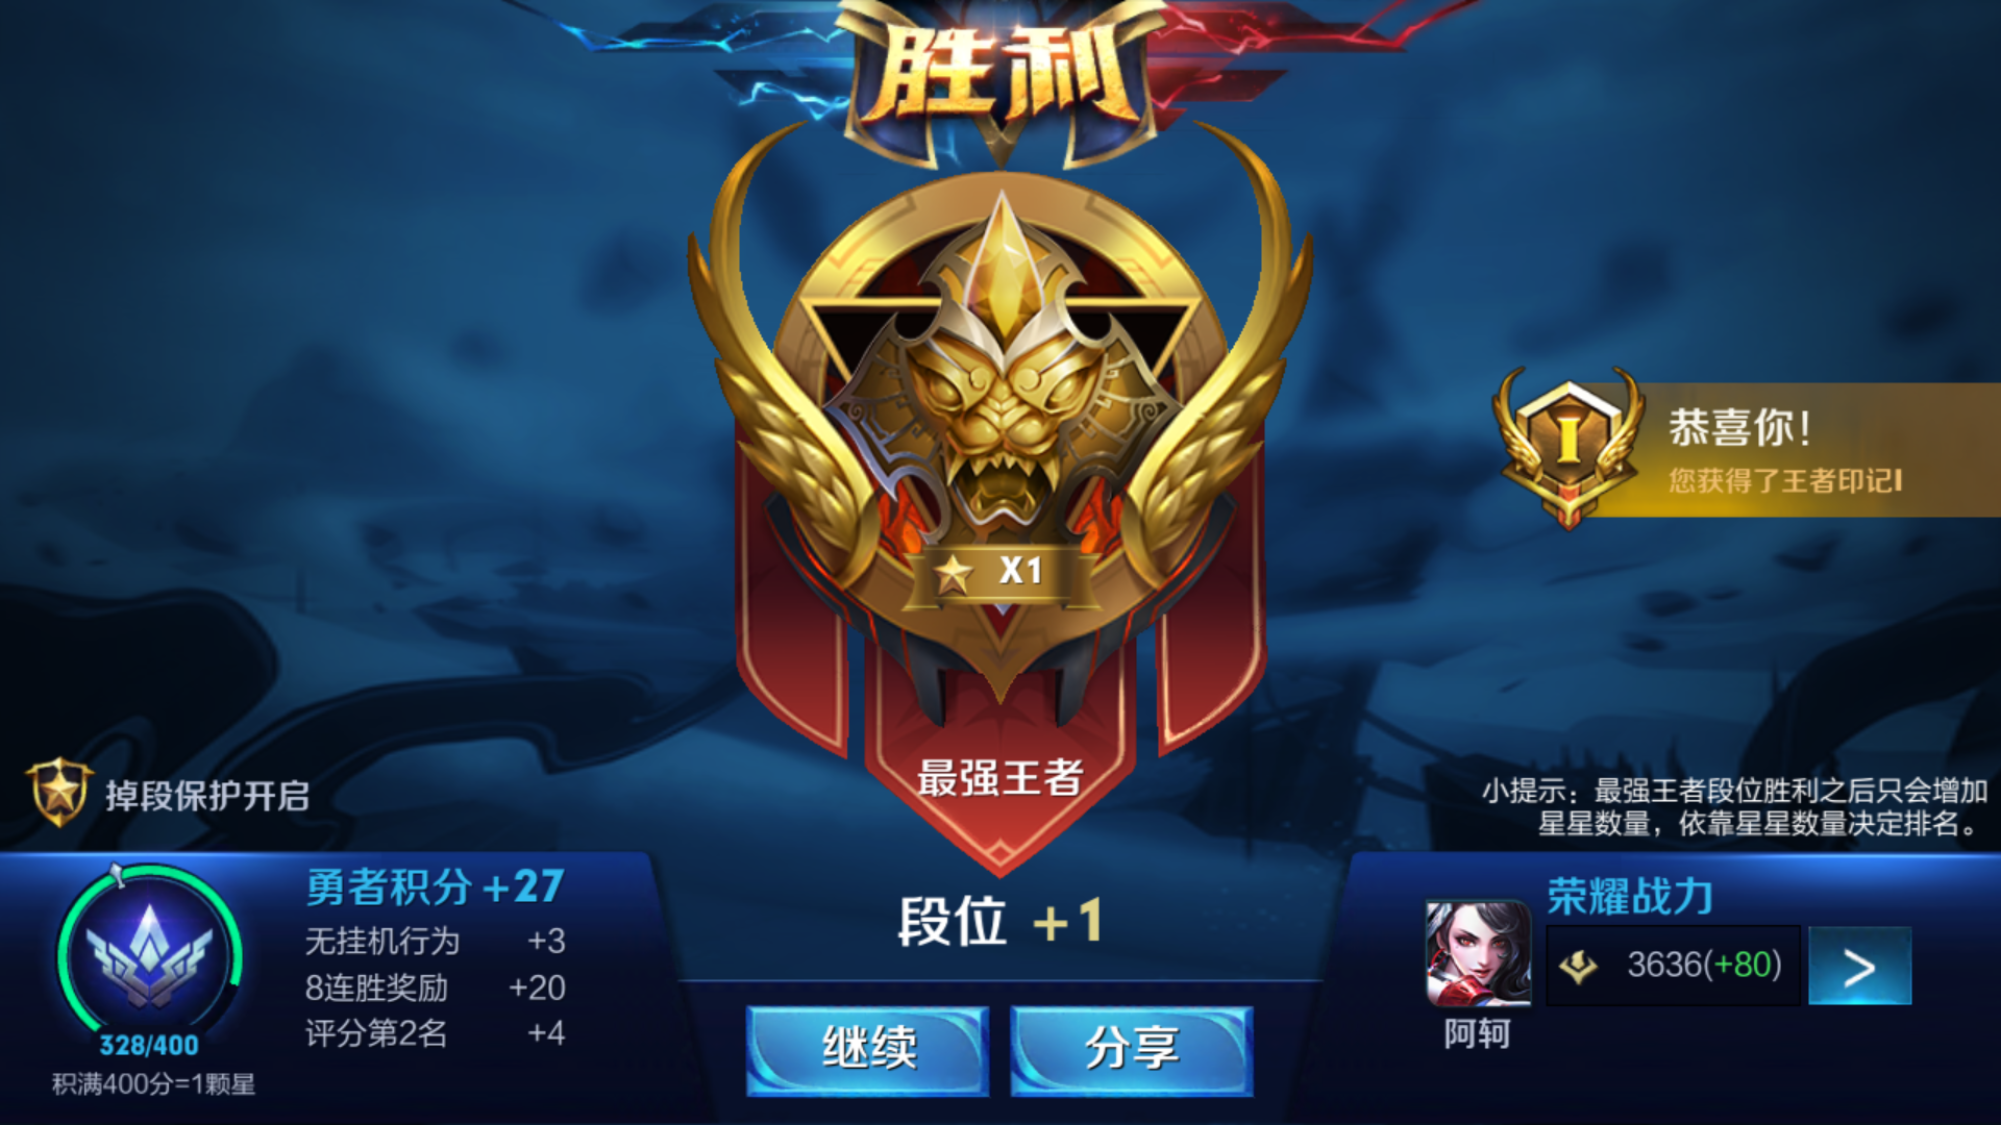 胜利
恭喜你！
您获得了王者印记I
X1
最强王者
掉段保护开启
小提示：最强王者段位胜利之后只会增加
星星数量，依靠星星数量决定排名。
勇者积分+27
无挂机行为 +3
8连胜奖励 +20
评分第2名 +4
328/400
积满400分=1颗星
段位 +1
继续
分享
荣耀战力
3636(+80)
>
阿轲